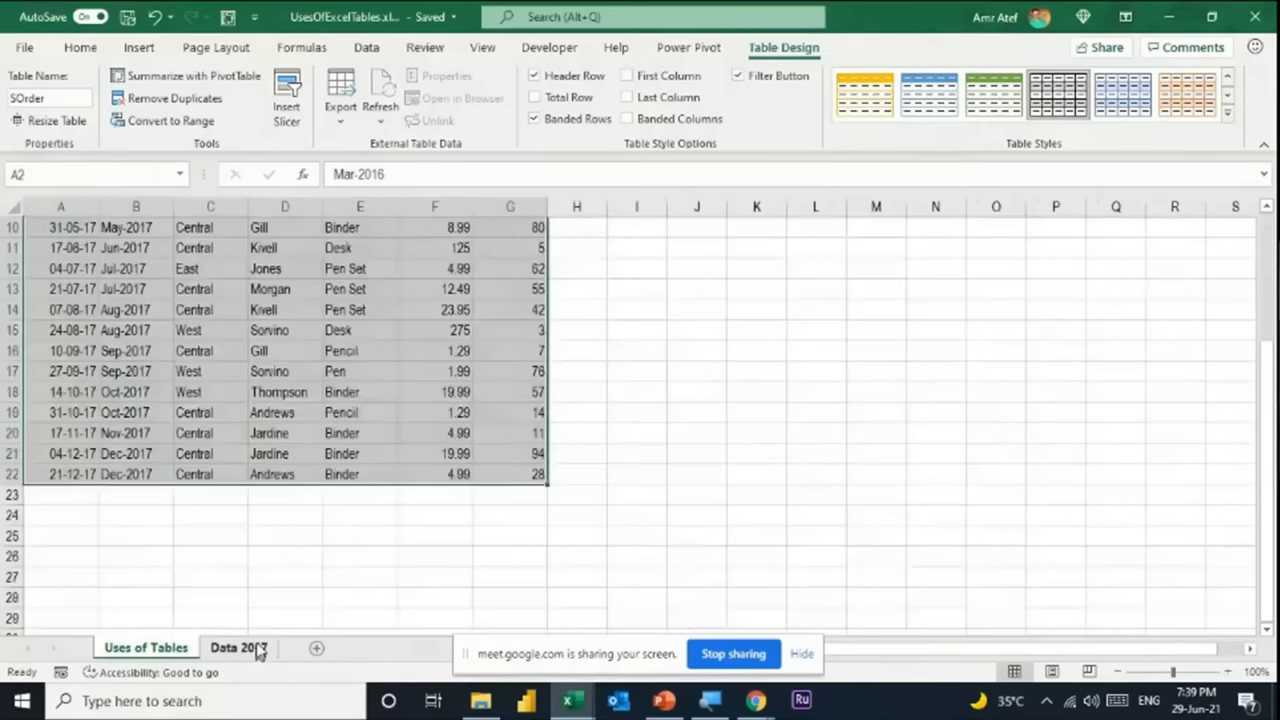 AutoSave On UsesOfExcelTables.xl... - Saved Search (Alt+Q) Amr Atef
File Home Insert Page Layout Formulas Data Review View Developer Help Power Pivot Table Design Share Comments
Table Name: Summarize with PivotTable Properties Header Row First Column Filter Button
SOrder Remove Duplicates Insert Slicer Export Refresh Open in Browser Total Row Last Column
Resize Table Convert to Range Banded Rows Banded Columns
Properties Tools External Table Data Table Style Options Table Styles
A2 fx Mar-2016
A B C D E F G H I J K L M N O P Q R S
10 31-05-17 May-2017 Central Gill Binder 8.99 80
11 17-06-17 Jun-2017 Central Kivell Desk 125 5
12 04-07-17 Jul-2017 East Jones Pen Set 4.99 62
13 21-07-17 Jul-2017 Central Morgan Pen Set 12.49 55
14 07-08-17 Aug-2017 Central Kivell Pen Set 23.95 42
15 24-08-17 Aug-2017 West Sorvino Desk 275 3
16 10-09-17 Sep-2017 Central Gill Pencil 1.29 7
17 27-09-17 Sep-2017 West Sorvino Pen 1.99 76
18 14-10-17 Oct-2017 West Thompson Binder 19.99 57
19 31-10-17 Oct-2017 Central Andrews Pencil 1.29 14
20 17-11-17 Nov-2017 Central Jardine Binder 4.99 11
21 04-12-17 Dec-2017 Central Jardine Binder 19.99 94
22 21-12-17 Dec-2017 Central Andrews Binder 4.99 28
23
24
25
26
27
28
29
Uses of Tables Data 2017 meet.google.com is sharing your screen. Stop sharing Hide
Ready Accessibility: Good to go 100%
Type here to search Ru 35°C ENG 7:39 PM
29-Jun-21 7